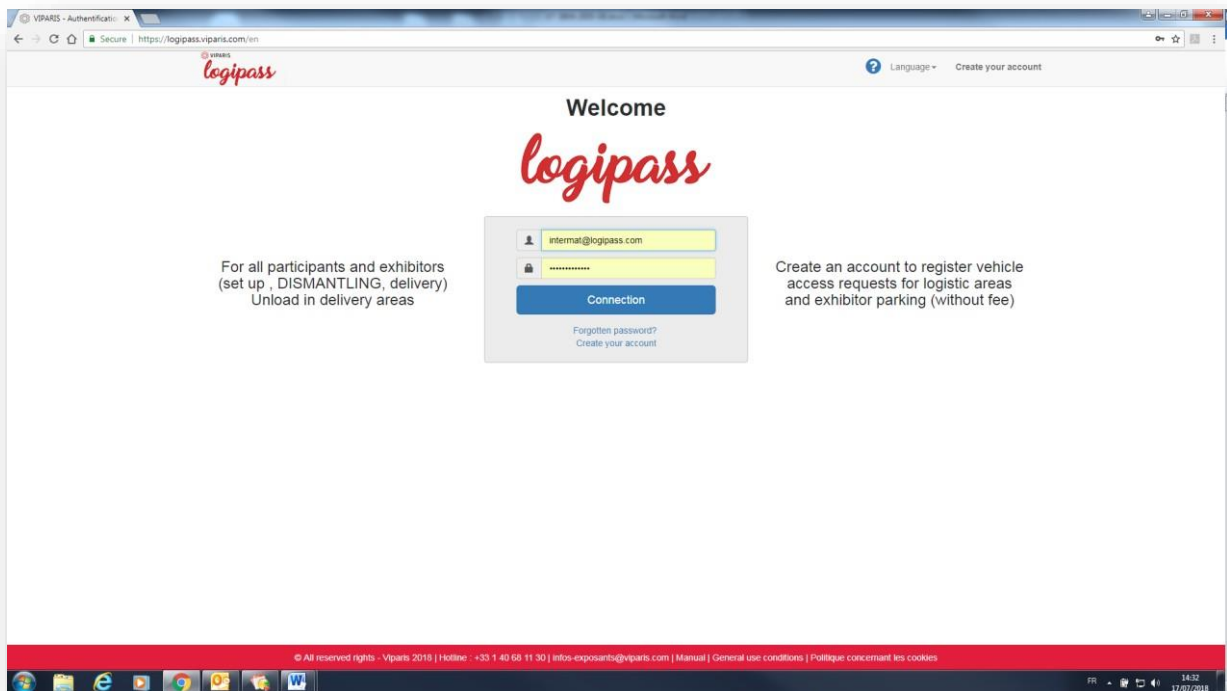 VIPARIS - Authentificatio
Secure | https://logipass.viparis.com/en
VIPARIS
logipass
Language
Create your account
Welcome
logipass
intermat@logipass.com
For all participants and exhibitors
(set up , DISMANTLING, delivery)
Unload in delivery areas
Connection
Forgotten password?
Create your account
Create an account to register vehicle
access requests for logistic areas
and exhibitor parking (without fee)
© All reserved rights - Viparis 2018 | Hotline : +33 1 40 68 11 30 | infos-exposants@viparis.com | Manual | General use conditions | Politique concernant les cookies
FR
14:32
17/07/2018